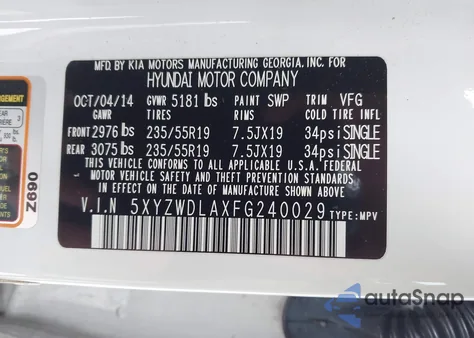 MFD. BY KIA MOTORS MANUFACTURING GEORGIA, INC. FOR
HYUNDAI MOTOR COMPANY
OCT/04/14 GVWR 5181 lbs PAINT SWP TRIM VFG
TIRES RIMS COLD TIRE INFL
FRONT 2976 lbs 235/55R19 7.5JX19 34psi SINGLE
REAR 3075 lbs 235/55R19 7.5JX19 34psi SINGLE
THIS VEHICLE CONFORMS TO ALL APPLICABLE U.S.A. FEDERAL
MOTOR VEHICLE SAFETY, BUMPER, AND THEFT PREVENTION STANDARDS
IN EFFECT ON THE DATE OF MANUFACTURE SHOWN ABOVE.
V.I.N 5XYZWDLAXFG240029 TYPE:MPV
Z690
autoSnap